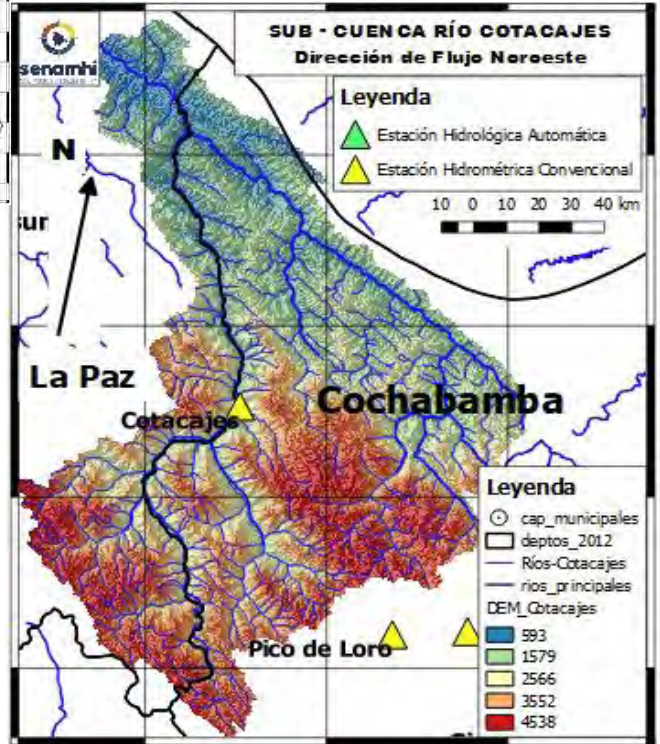 SUB - CUENCA RÍO COTACAJES
Dirección de Flujo Noroeste
senamhi
Leyenda
Estación Hidrológica Automática
Estación Hidrométrica Convencional
N
10 0 10 20 30 40 km
sur
La Paz
Cochabamba
Cotacajes
Pico de Loro
Leyenda
cap_municipales
deptos_2012
Ríos-Cotacajes
rios_principales
DEM_Cotacajes
593
1579
2566
3552
4538